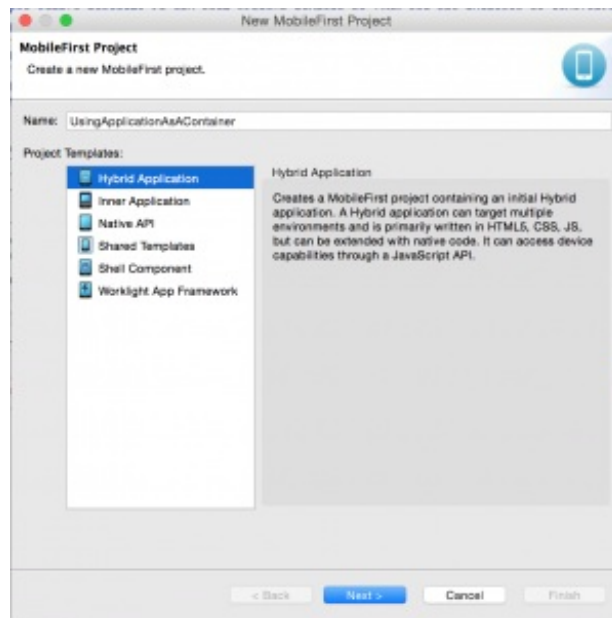 New MobileFirst Project
MobileFirst Project
Create a new MobileFirst project.
Name: UsingApplicationAsAContainer
Project Templates:
Hybrid Application
Inner Application
Native API
Shared Templates
Shell Component
Worklight App Framework
Hybrid Application
Creates a MobileFirst project containing an initial Hybrid
application. A Hybrid application can target multiple
environments and is primarily written in HTML5, CSS, JS,
but can be extended with native code. It can access device
capabilities through a JavaScript API.
< Back Next > Cancel Finish